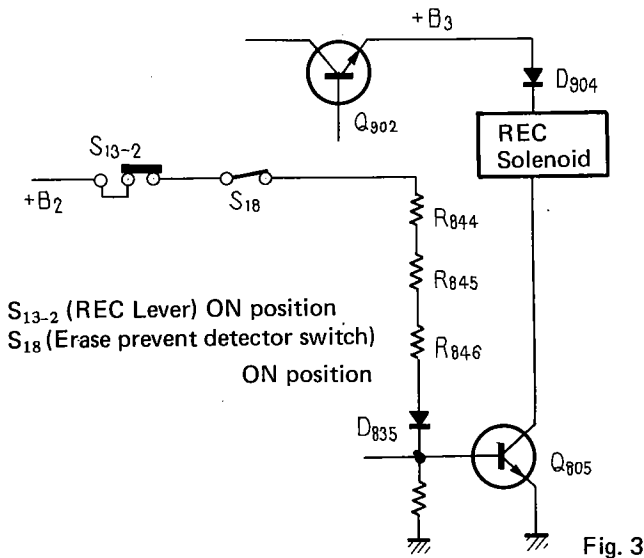 +B₃
D₉₀₄
Q₉₀₂
REC
Solenoid
S₁₃₋₂
+B₂
S₁₈
R₈₄₄
R₈₄₅
S₁₃₋₂ (REC Lever) ON position
S₁₈ (Erase prevent detector switch)
ON position
R₈₄₆
D₈₃₅
Q₈₀₅
Fig. 3